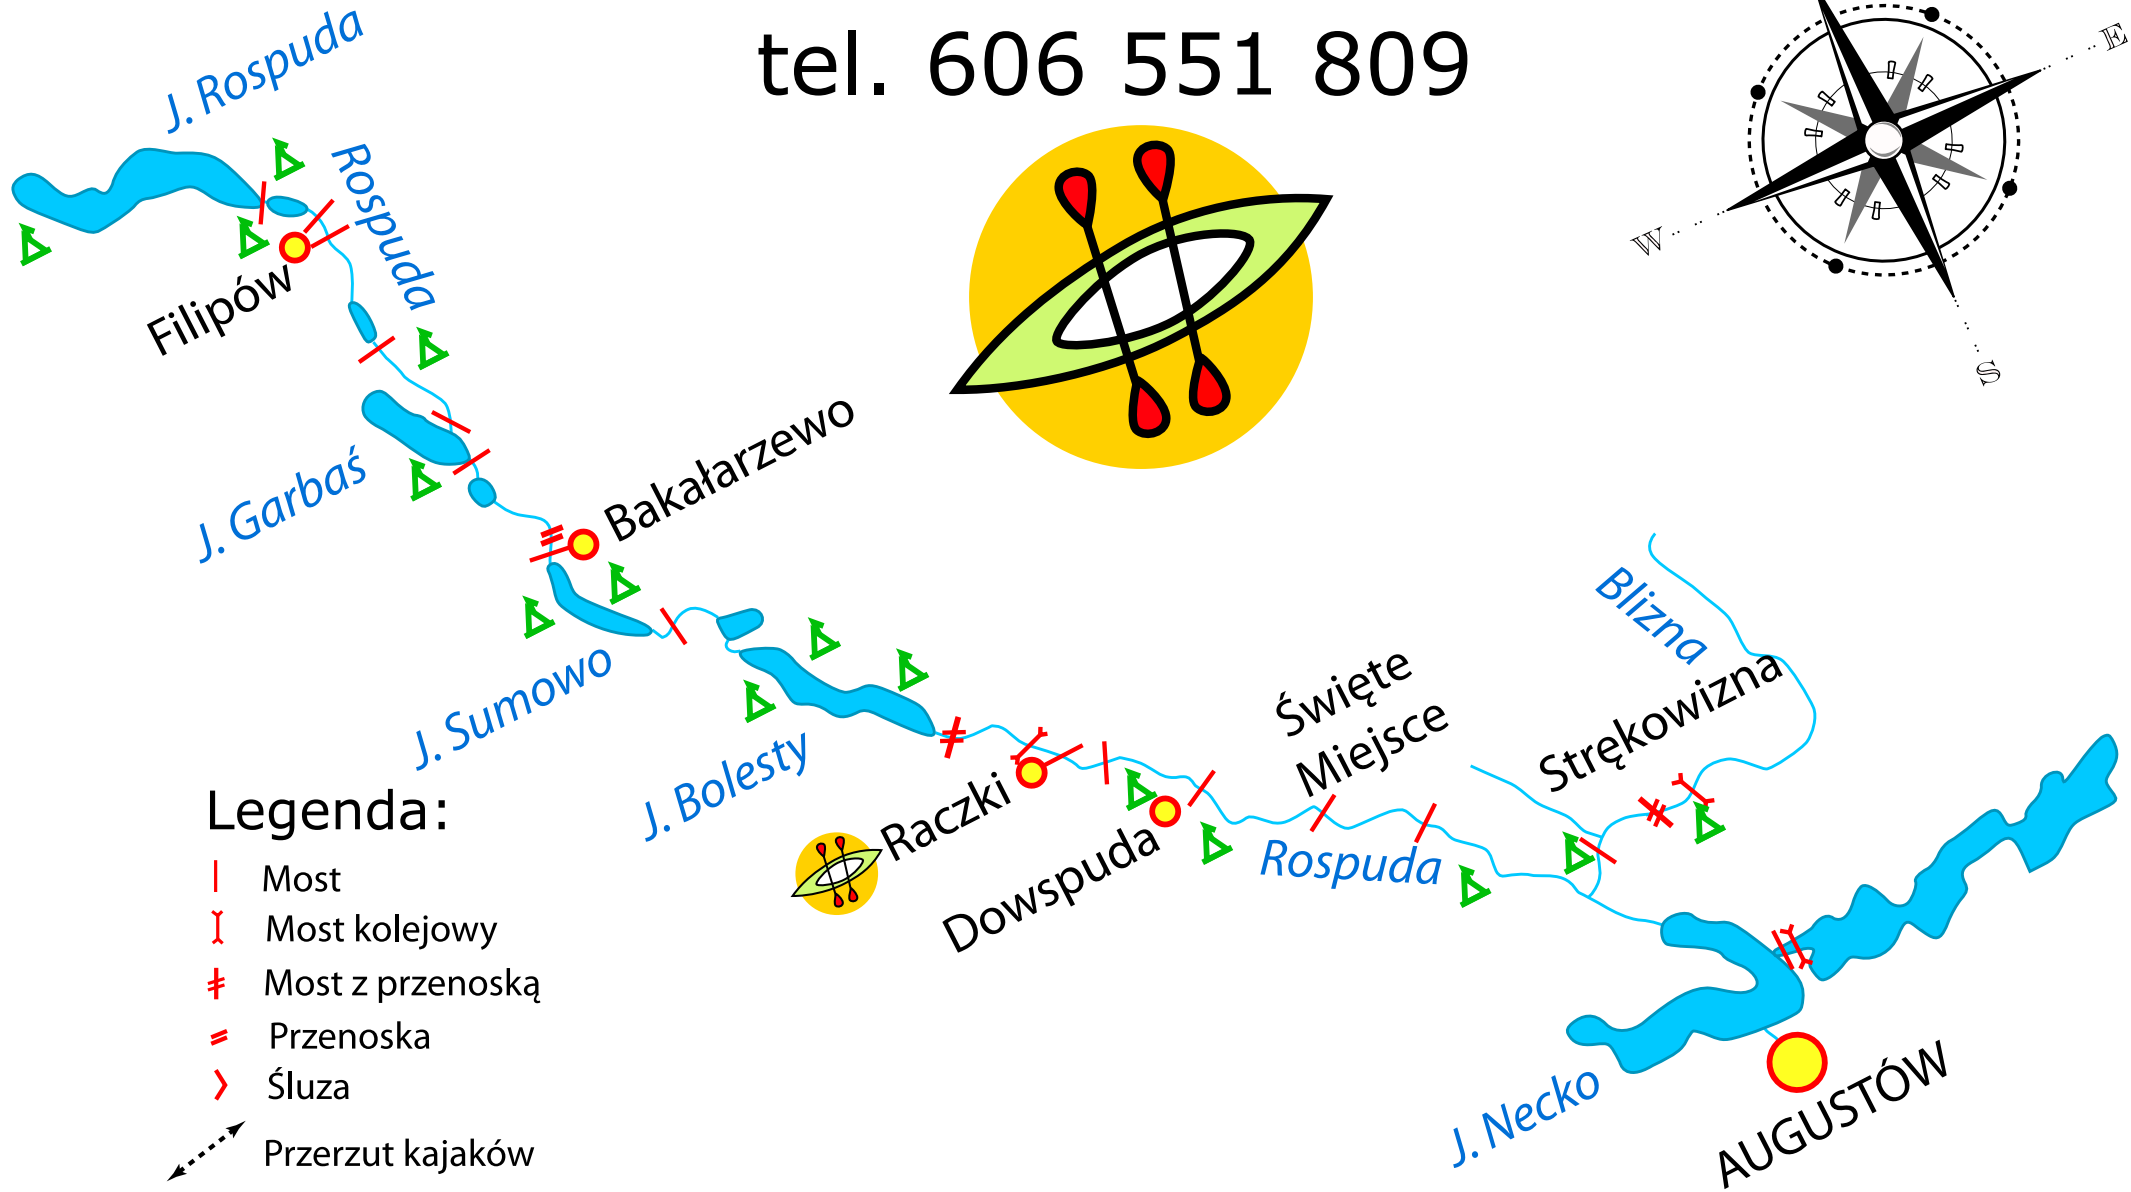 tel. 606 551 809
E
W
S
J. Rospuda
Rospuda
Filipów
J. Garbaś
Bakałarzewo
J. Sumowo
J. Bolesty
Raczki
Dowspuda
Święte
Miejsce
Rospuda
Blizna
Strękowizna
J. Necko
AUGUSTÓW
Legenda:
Most
Most kolejowy
Most z przenoską
Przenoska
Śluza
Przerzut kajaków